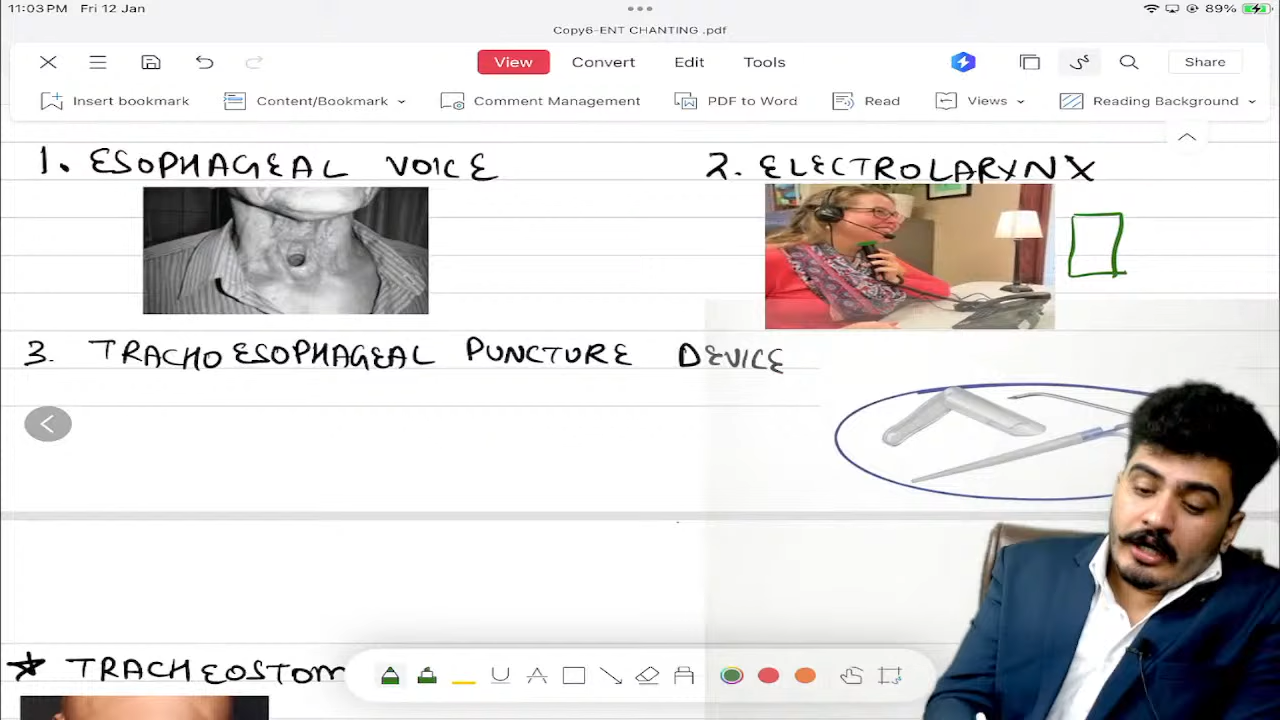 11:03 PM Fri 12 Jan 89%
Copy6-ENT CHANTING .pdf
View Convert Edit Tools Share
Insert bookmark Content/Bookmark Comment Management PDF to Word Read Views Reading Background
1. ESOPHAGEAL VOICE
2. ELECTROLARYNX
3. TRACHOESOPHAGEAL PUNCTURE DEVICE
★ TRACHEOSTOM